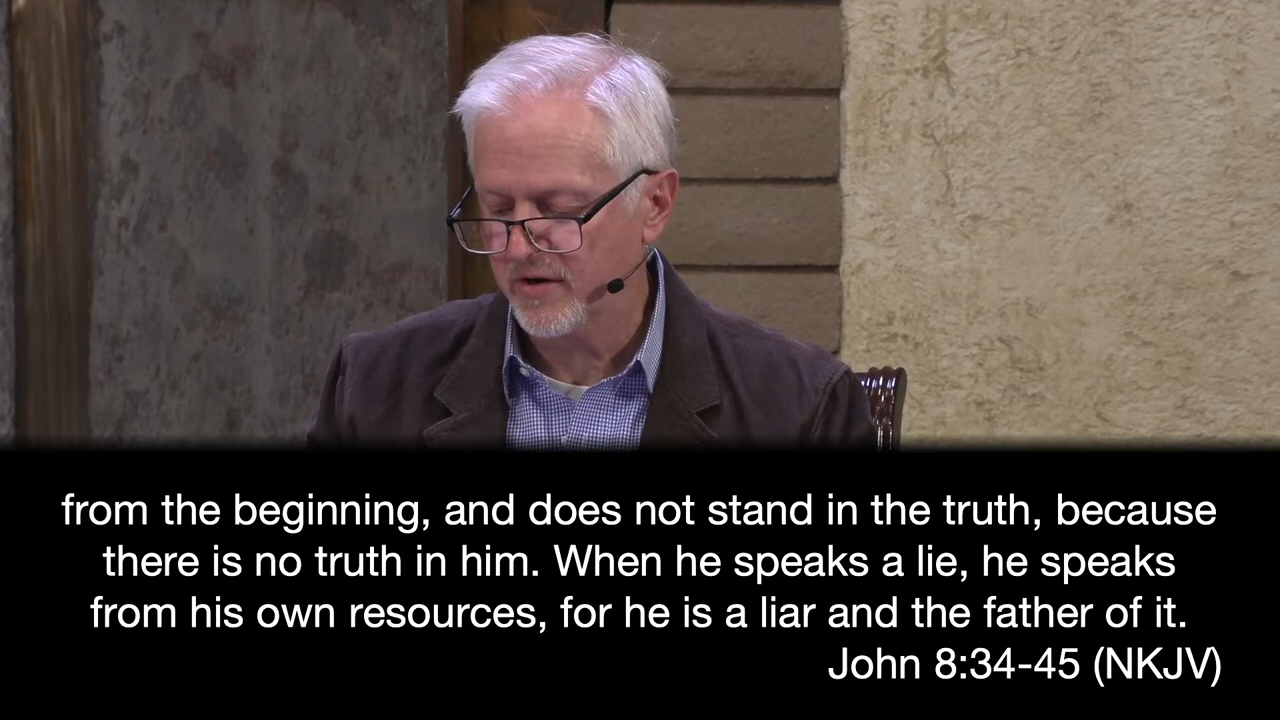 from the beginning, and does not stand in the truth, because
there is no truth in him. When he speaks a lie, he speaks
from his own resources, for he is a liar and the father of it.
John 8:34-45 (NKJV)